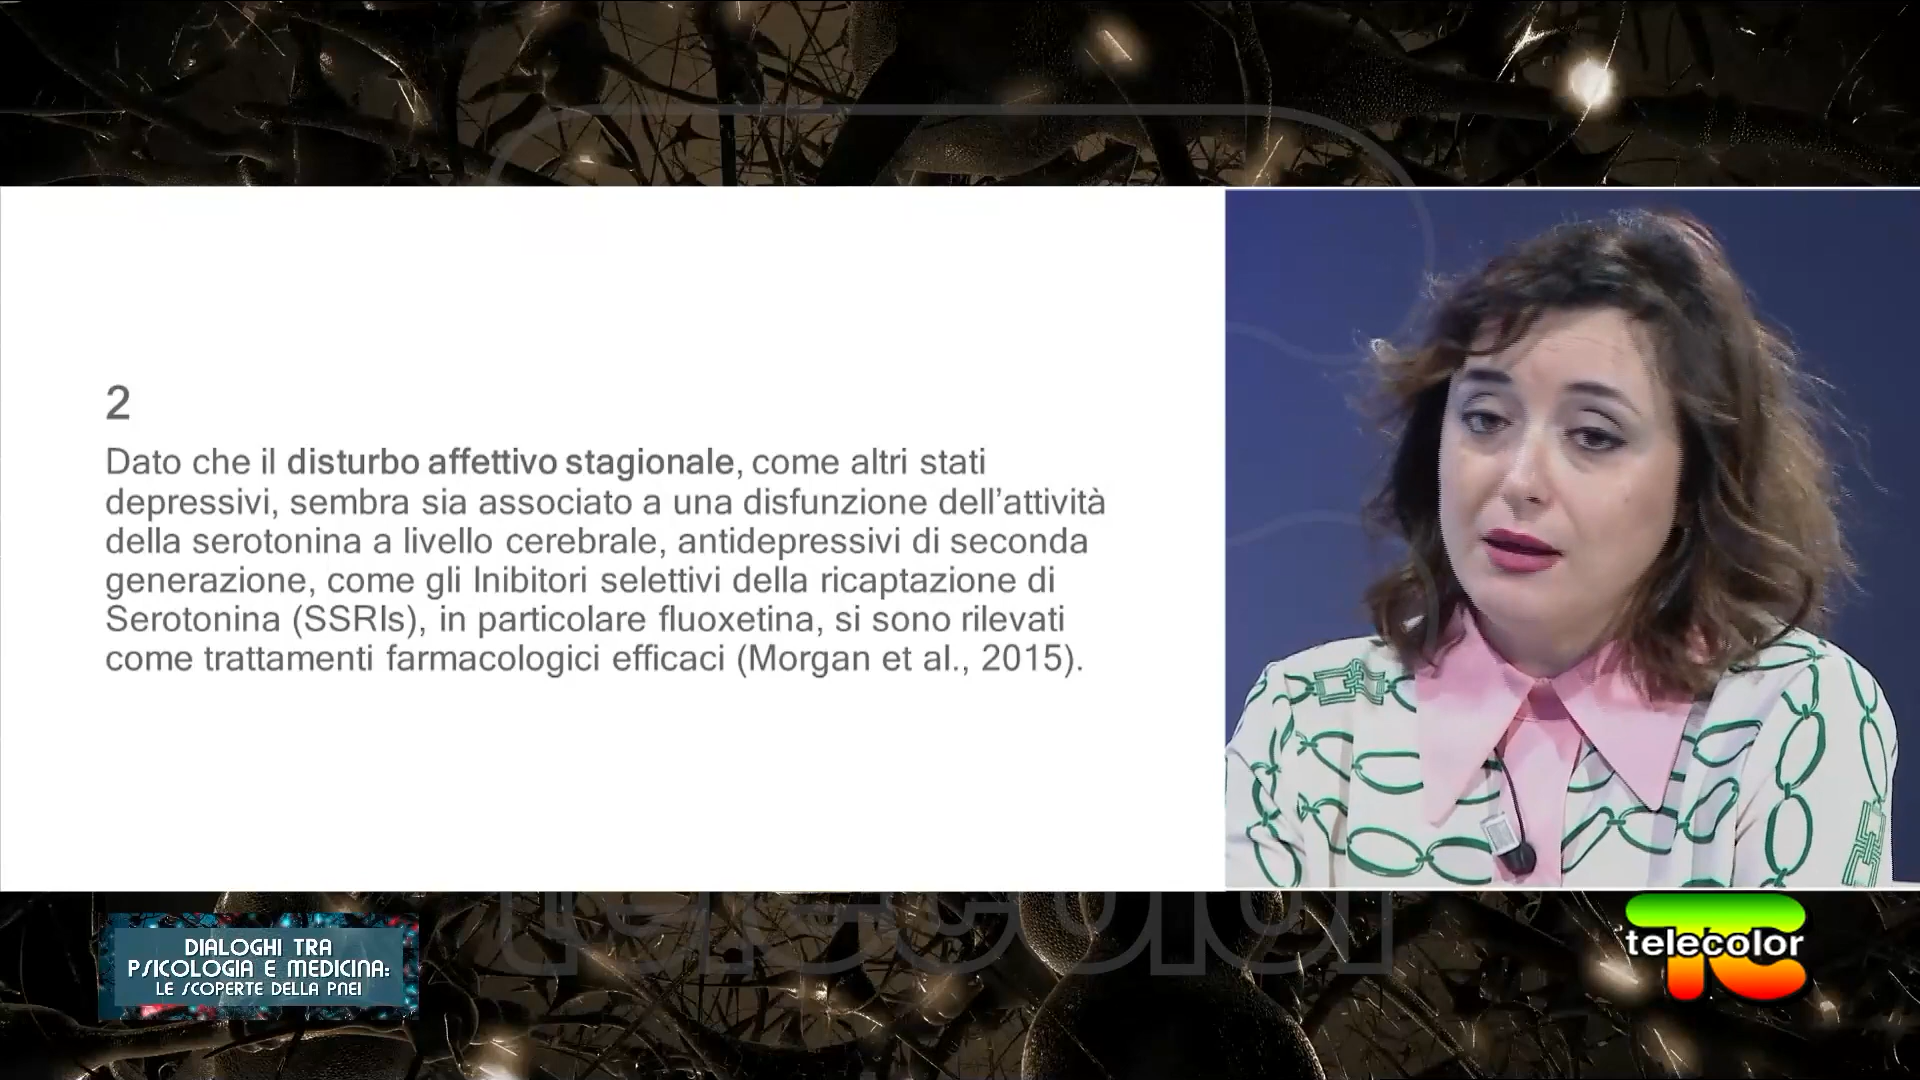 2
Dato che il disturbo affettivo stagionale, come altri stati
depressivi, sembra sia associato a una disfunzione dell’attività
della serotonina a livello cerebrale, antidepressivi di seconda
generazione, come gli Inibitori selettivi della ricaptazione di
Serotonina (SSRIs), in particolare fluoxetina, si sono rilevati
come trattamenti farmacologici efficaci (Morgan et al., 2015).
DIALOGHI TRA
PSICOLOGIA E MEDICINA:
LE SCOPERTE DELLA PNEI
telecolor
telecolor